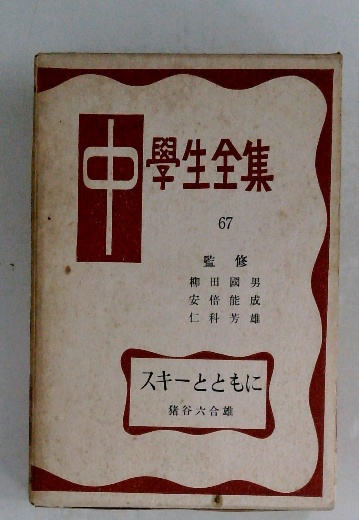 中學生全集
67
監修
柳田國男
安倍能成
仁科芳雄
スキーとともに
猪谷六合雄